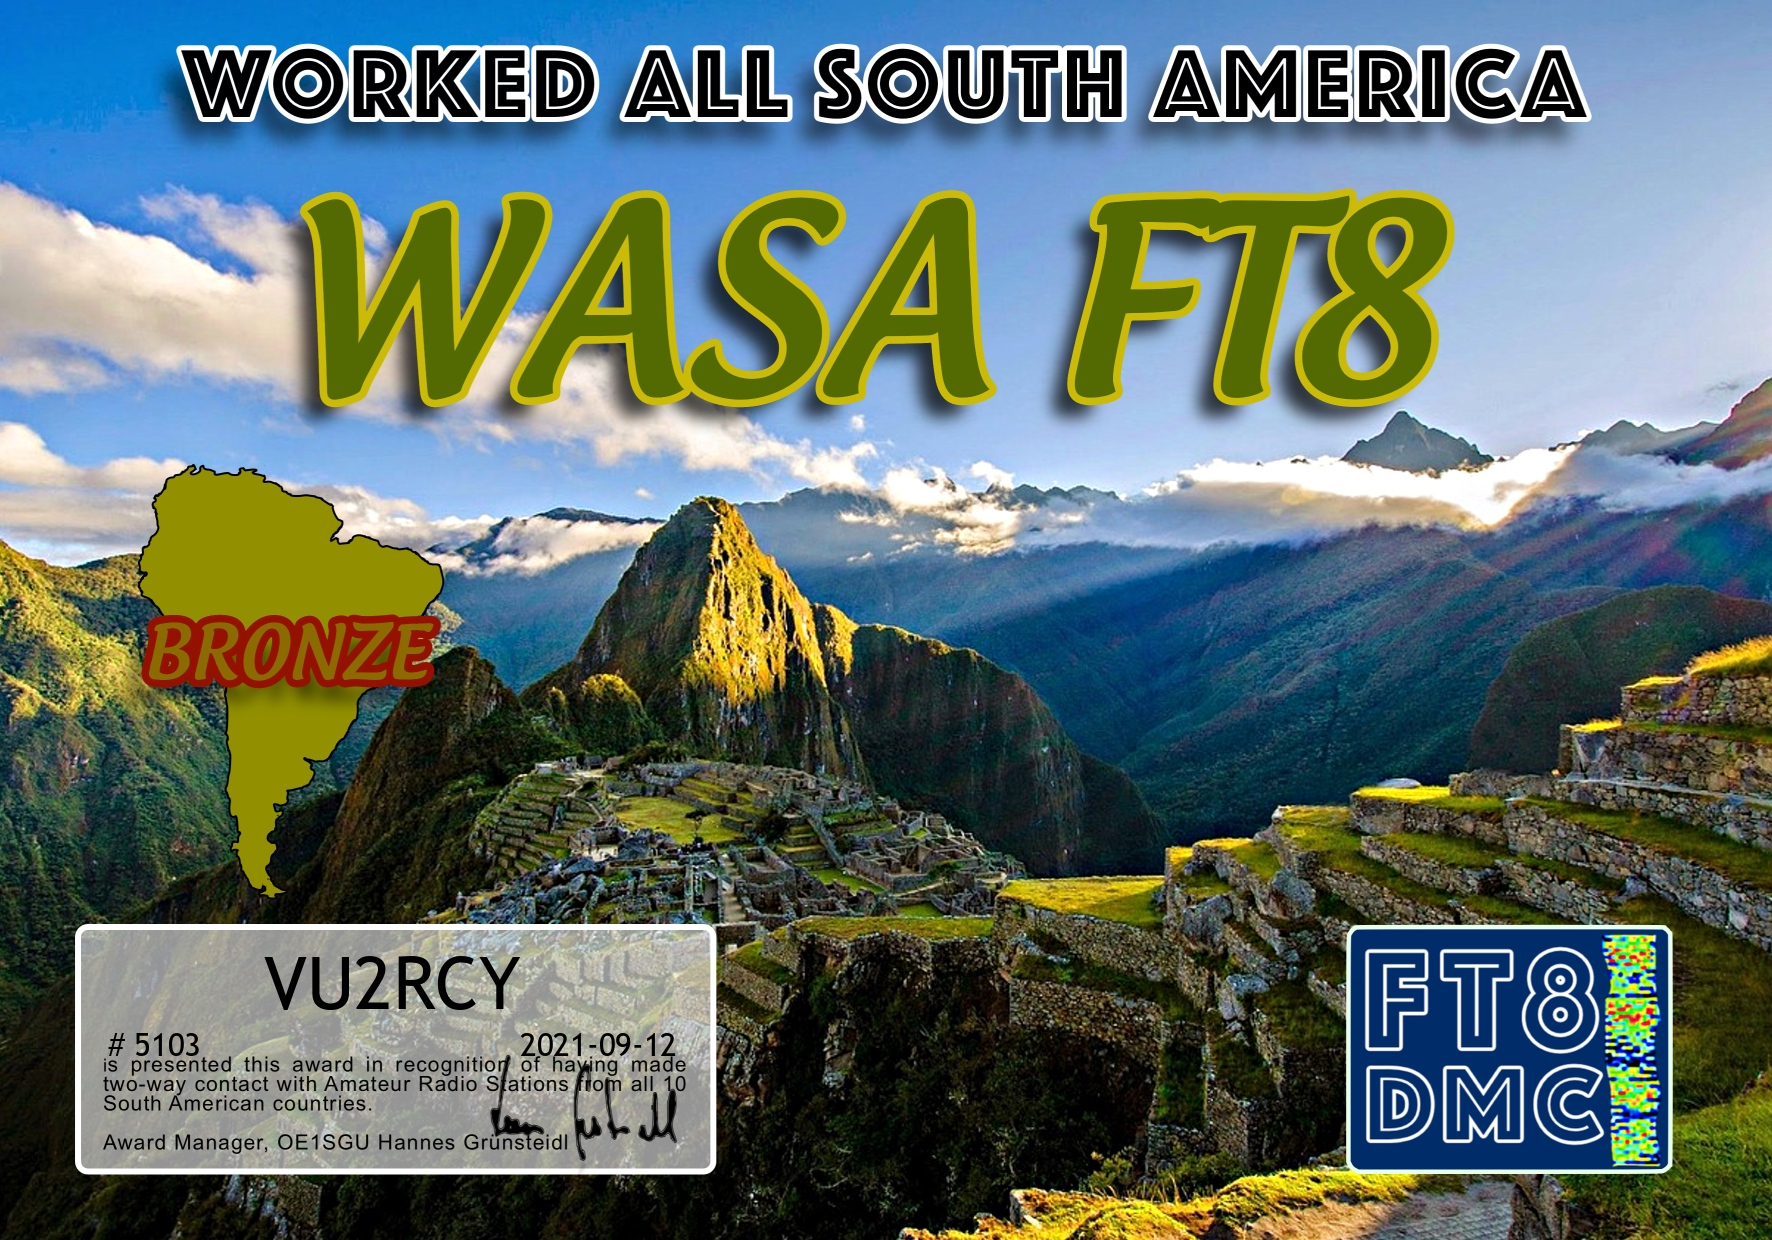 WORKED ALL SOUTH AMERICA
WASA FT8
BRONZE
VU2RCY
# 5103 2021-09-12
is presented this award in recognition of having made
two-way contact with Amateur Radio Stations from all 10
South American countries.
Award Manager, OE1SGU Hannes Grünsteidl
FT8
DMC